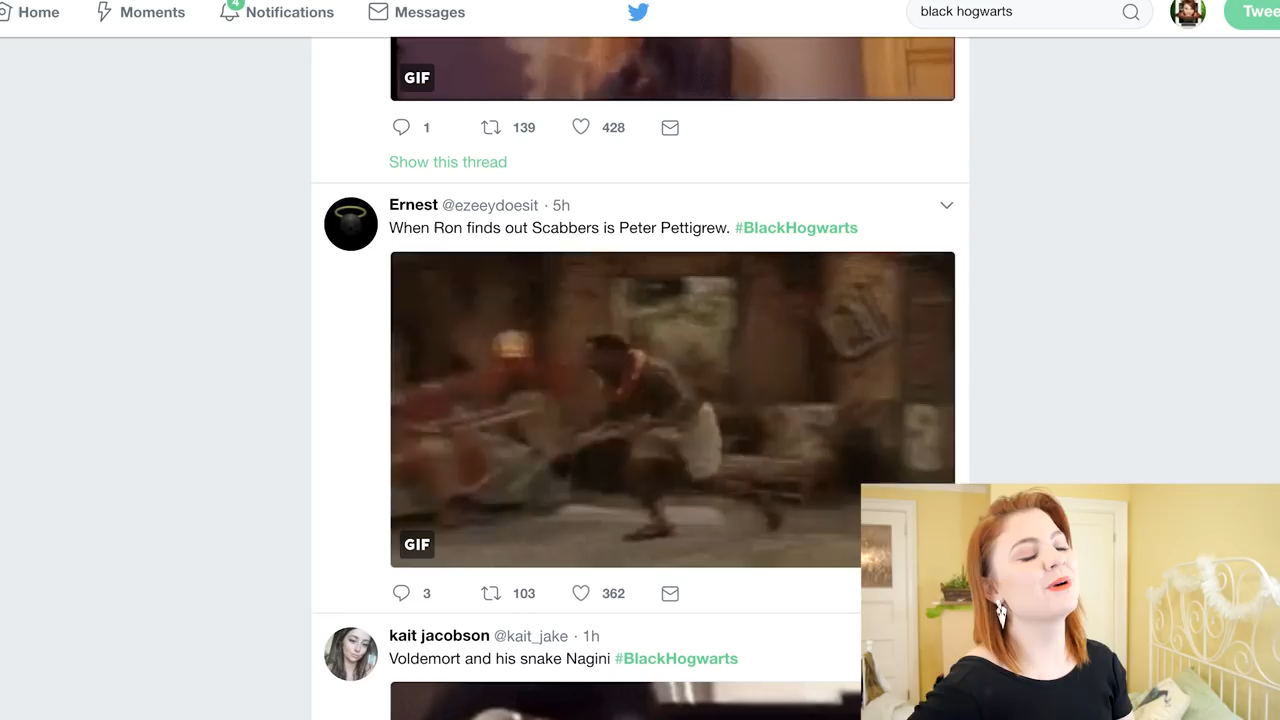 Home Moments 4 Notifications Messages black hogwarts Twee
GIF
1 139 428
Show this thread
Ernest @ezeeydoesit · 5h
When Ron finds out Scabbers is Peter Pettigrew. #BlackHogwarts
GIF
3 103 362
kait jacobson @kait_jake · 1h
Voldemort and his snake Nagini #BlackHogwarts